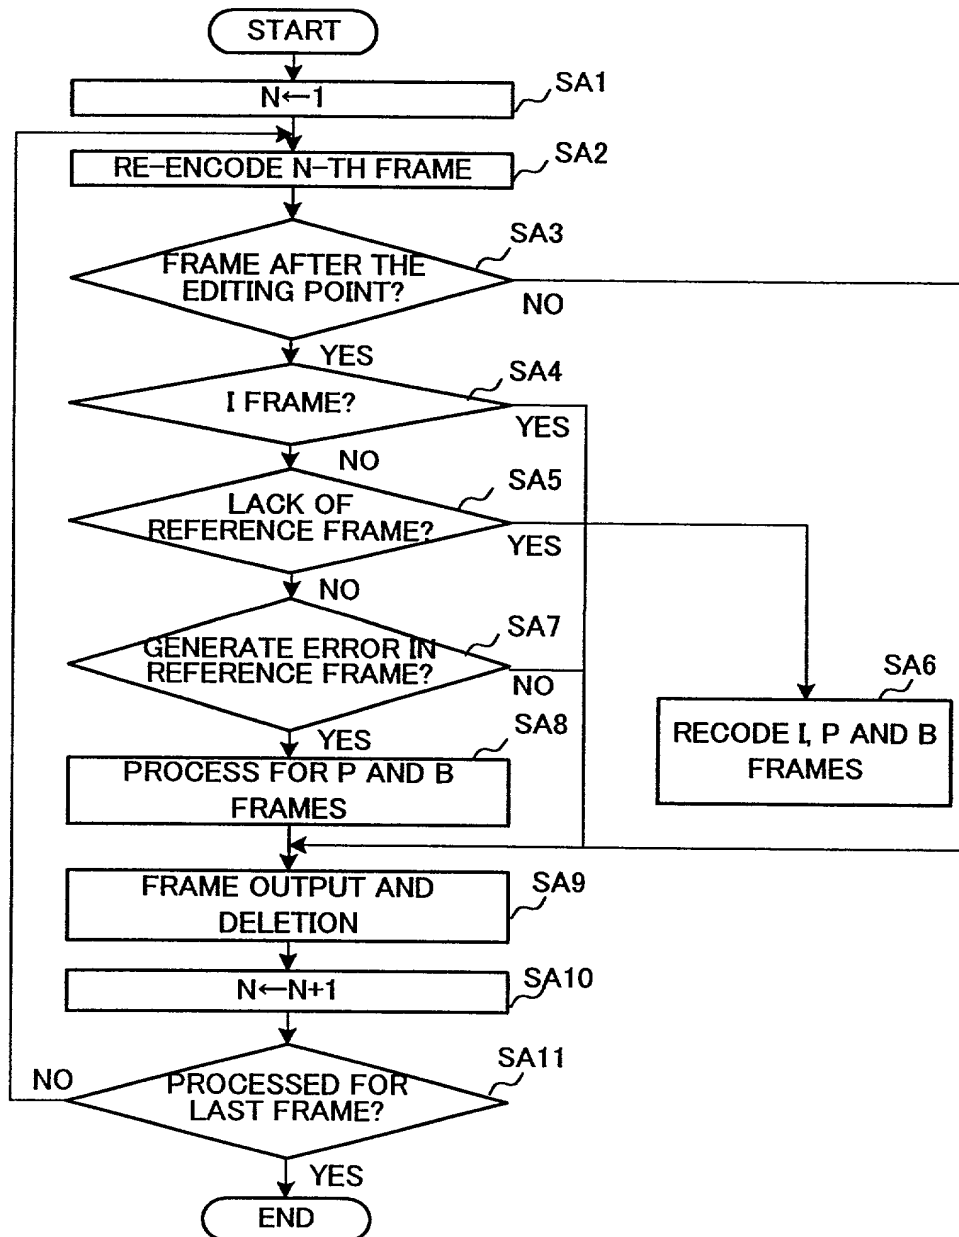 START
N←1
SA1
RE-ENCODE N-TH FRAME
SA2
FRAME AFTER THE
EDITING POINT?
SA3
NO
YES
I FRAME?
SA4
YES
NO
LACK OF
REFERENCE FRAME?
SA5
YES
NO
GENERATE ERROR IN
REFERENCE FRAME?
SA7
NO
YES
SA6
RECODE I, P AND B
FRAMES
SA8
PROCESS FOR P AND B
FRAMES
FRAME OUTPUT AND
DELETION
SA9
N←N+1
SA10
PROCESSED FOR
LAST FRAME?
SA11
NO
YES
END